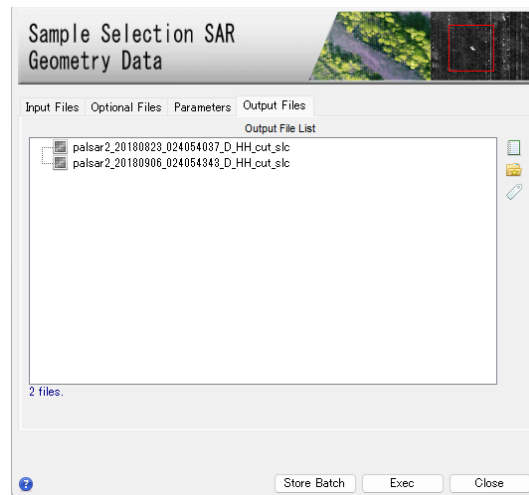 Sample Selection SAR
Geometry Data
Input Files Optional Files Parameters Output Files
Output File List
palsar2_20180823_024054037_D_HH_cut_slc
palsar2_20180906_024054343_D_HH_cut_slc
2 files.
Store Batch Exec Close